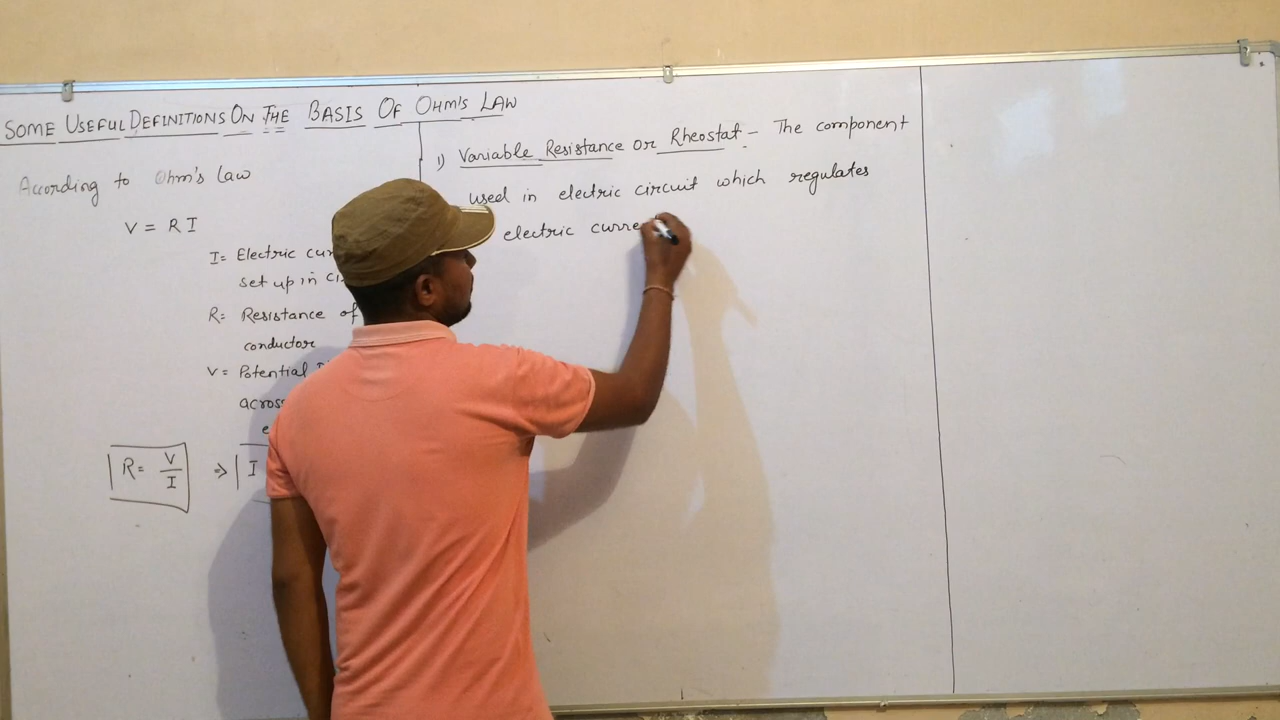 SOME USEFUL DEFINITIONS ON THE BASIS OF OHM'S LAW
According to Ohm's Law
V = R I
I = Electric
set up in
R = Resistance of
conductor
V = Potential
across
R = V/I ⇒ I
1) Variable Resistance or Rheostat - The component
used in electric circuit which regulates
electric curre